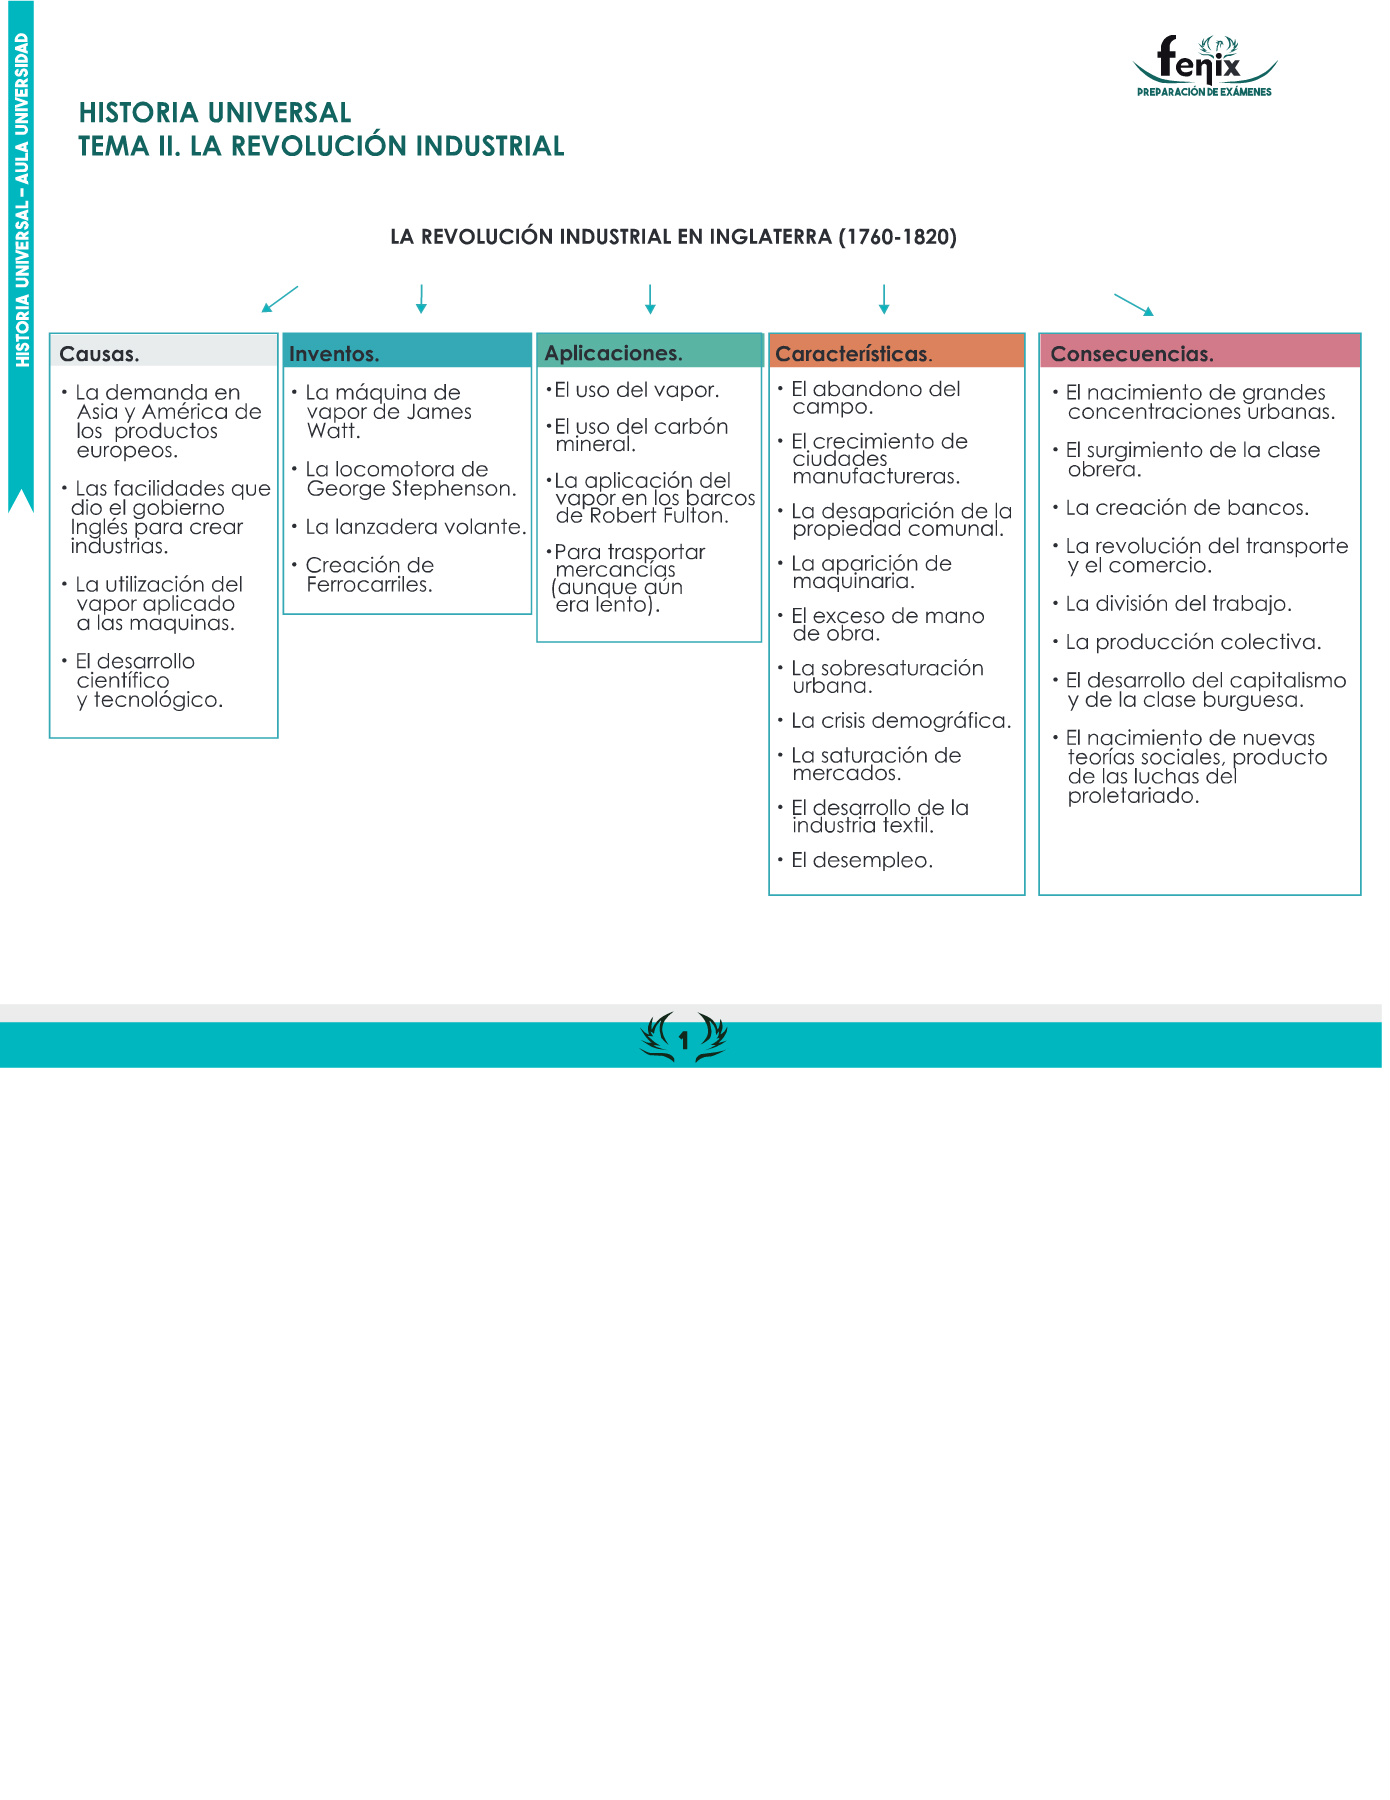 HISTORIA UNIVERSAL – AULA UNIVERSIDAD
fenix
PREPARACIÓN DE EXÁMENES
HISTORIA UNIVERSAL
TEMA II. LA REVOLUCIÓN INDUSTRIAL
LA REVOLUCIÓN INDUSTRIAL EN INGLATERRA (1760-1820)
Causas.
• La demanda en
Asia y América de
los productos
europeos.
• Las facilidades que
dio el gobierno
Inglés para crear
industrias.
• La utilización del
vapor aplicado
a las maquinas.
• El desarrollo
científico
y tecnológico.
Inventos.
• La máquina de
vapor de James
Watt.
• La locomotora de
George Stephenson.
• La lanzadera volante.
• Creación de
Ferrocarriles.
Aplicaciones.
•El uso del vapor.
•El uso del carbón
mineral.
•La aplicación del
vapor en los barcos
de Robert Fulton.
•Para trasportar
mercancías
(aunque aún
era lento).
Características.
• El abandono del
campo.
• El crecimiento de
ciudades
manufactureras.
• La desaparición de la
propiedad comunal.
• La aparición de
maquinaria.
• El exceso de mano
de obra.
• La sobresaturación
urbana.
• La crisis demográfica.
• La saturación de
mercados.
• El desarrollo de la
industria textil.
• El desempleo.
Consecuencias.
• El nacimiento de grandes
concentraciones urbanas.
• El surgimiento de la clase
obrera.
• La creación de bancos.
• La revolución del transporte
y el comercio.
• La división del trabajo.
• La producción colectiva.
• El desarrollo del capitalismo
y de la clase burguesa.
• El nacimiento de nuevas
teorías sociales, producto
de las luchas del
proletariado.
1